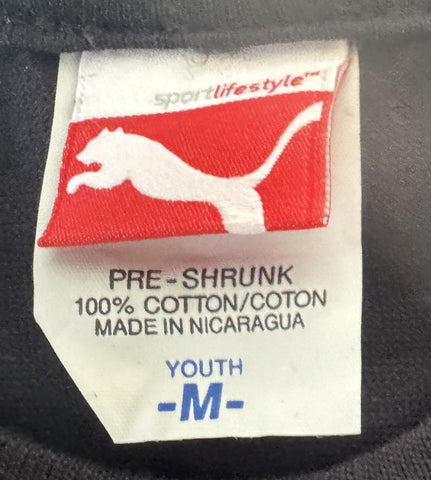 sportlifestyle™
PRE-SHRUNK
100% COTTON/COTON
MADE IN NICARAGUA
YOUTH
-M-